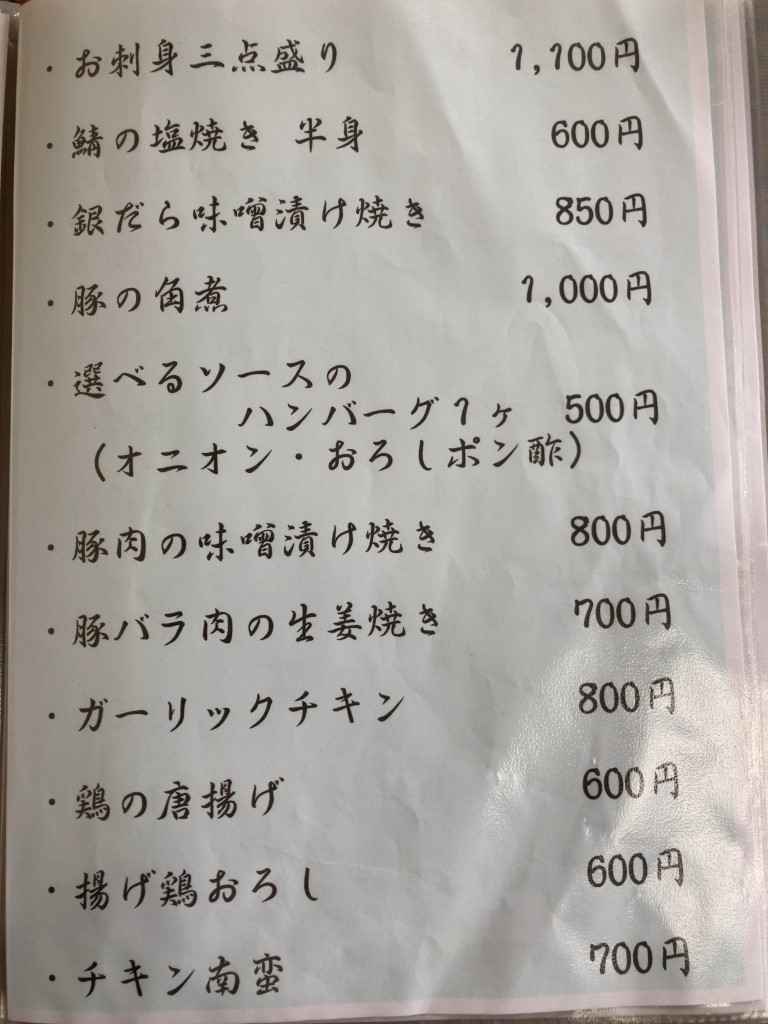 ・お刺身三点盛り 1,100円
・鯖の塩焼き 半身 600円
・銀だら味噌漬け焼き 850円
・豚の角煮 1,000円
・選べるソースの
ハンバーグ1ヶ 500円
(オニオン・おろしポン酢)
・豚肉の味噌漬け焼き 800円
・豚バラ肉の生姜焼き 700円
・ガーリックチキン 800円
・鶏の唐揚げ 600円
・揚げ鶏おろし 600円
・チキン南蛮 700円